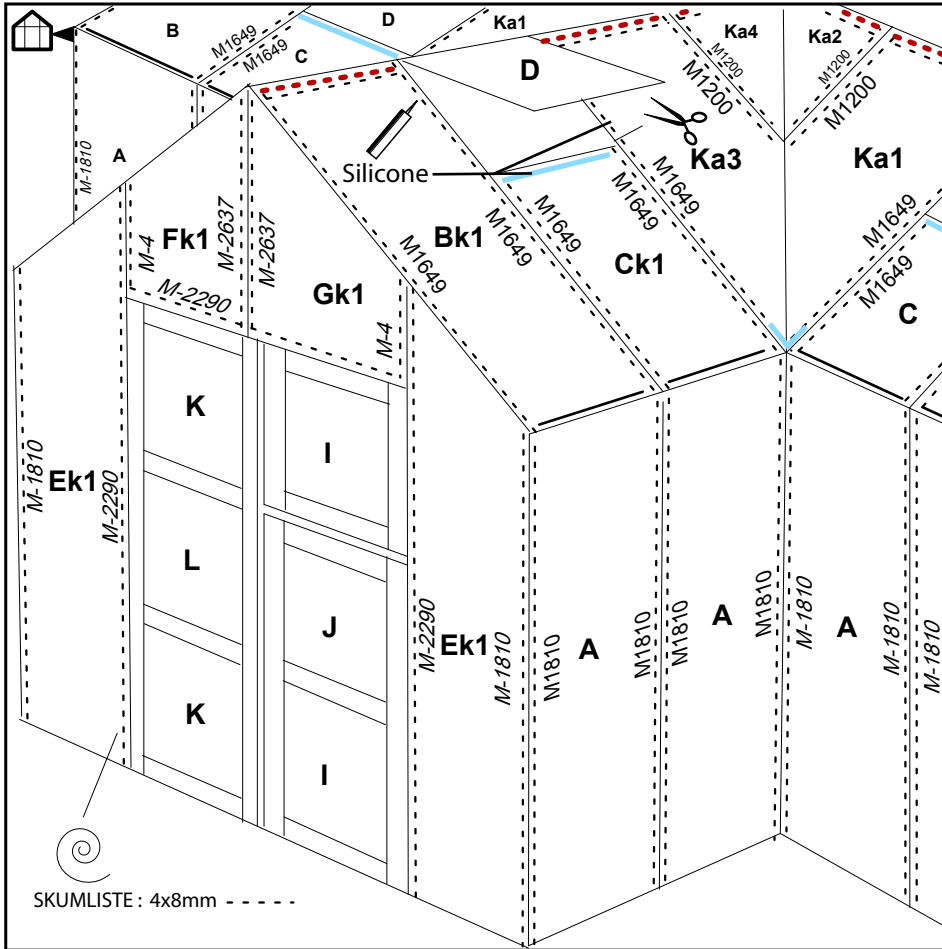 B
D
Ka1
Ka4
Ka2
M1649
M1649
C
D
M1200
M1200
M1200
M1200
M-1810
A
Silicone
Ka3
Ka1
M-4
Fk1
M-2637
M-2637
M-2290
Gk1
M-4
M1649
Bk1
M1649
M1649
Ck1
M1649
M1649
M1649
M1649
C
K
I
M-1810
Ek1
M-2290
L
J
M-2290
Ek1
M-1810
M1810
A
M1810
M1810
A
M1810
M-1810
A
M-1810
M-1810
K
I
SKUMLISTE : 4x8mm - - - - -